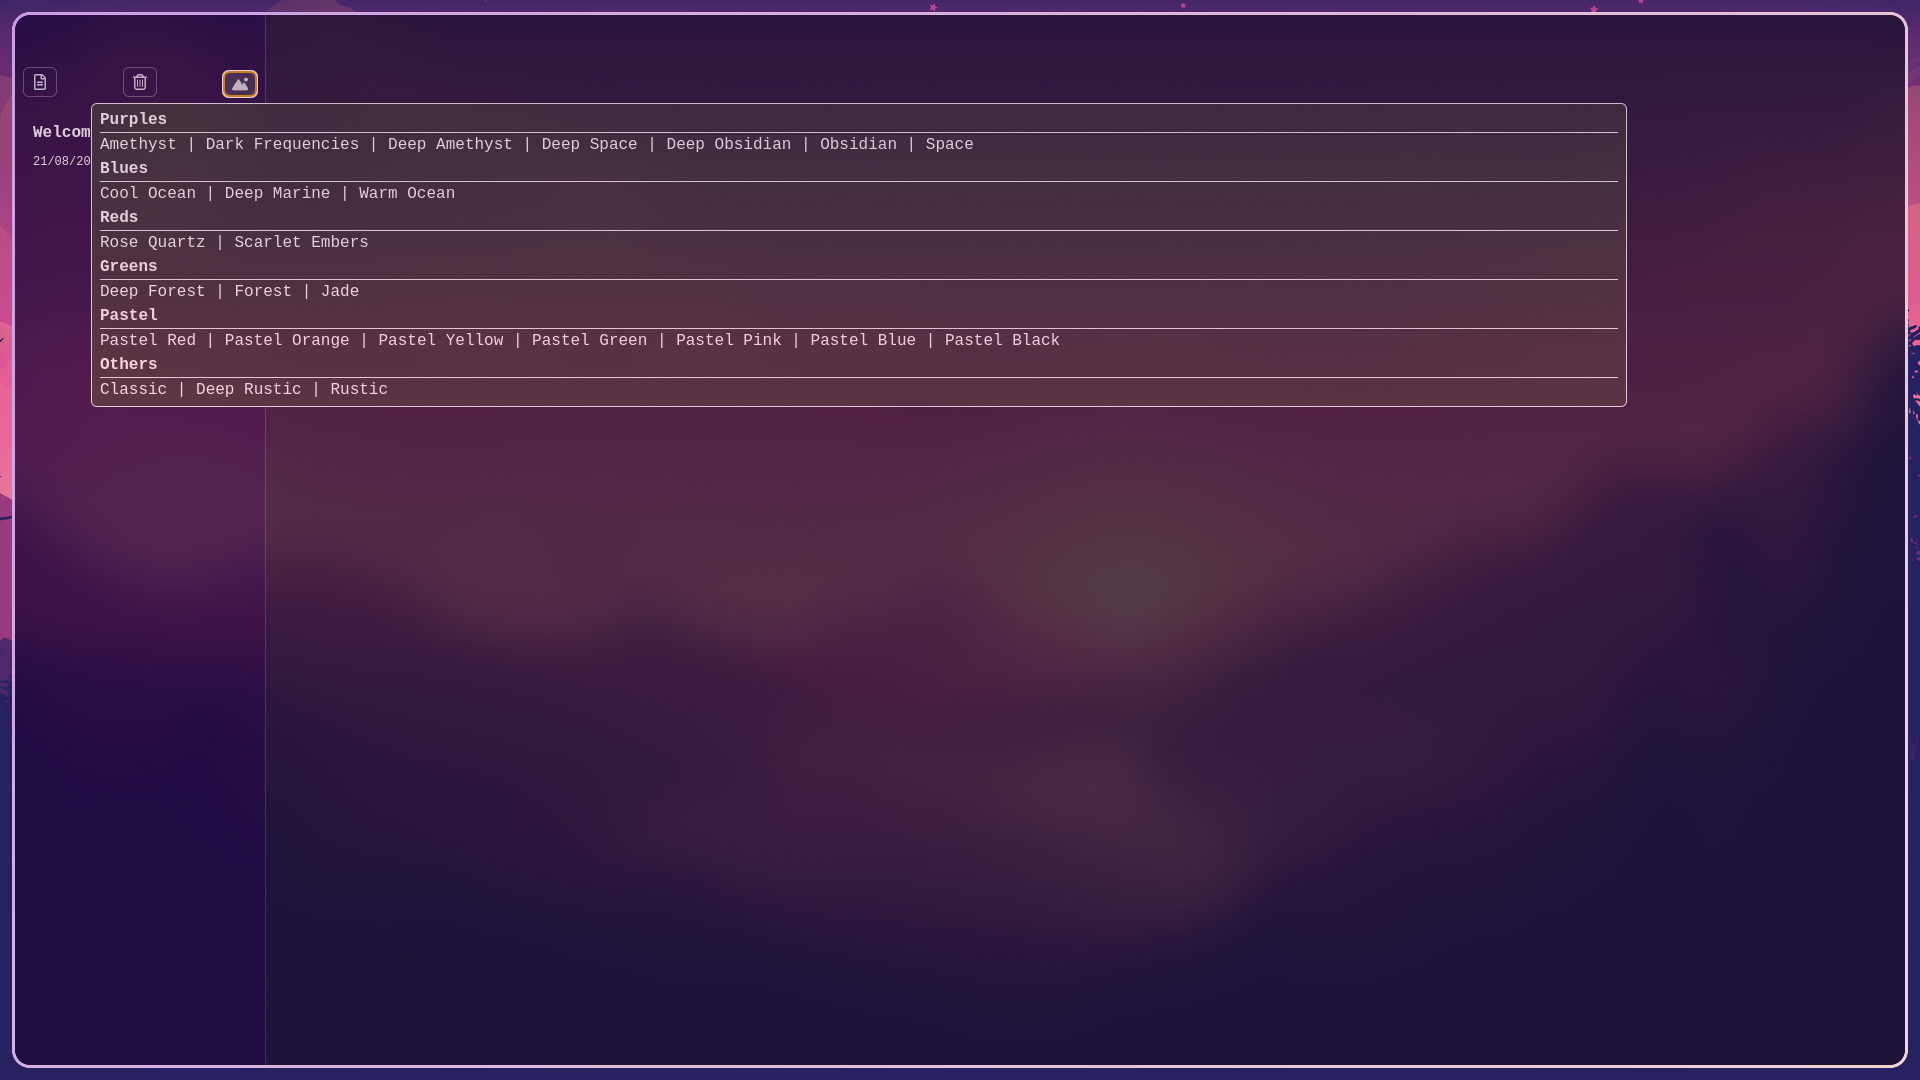 Purples
Amethyst | Dark Frequencies | Deep Amethyst | Deep Space | Deep Obsidian | Obsidian | Space
Welcom
21/08/20
Blues
Cool Ocean | Deep Marine | Warm Ocean
Reds
Rose Quartz | Scarlet Embers
Greens
Deep Forest | Forest | Jade
Pastel
Pastel Red | Pastel Orange | Pastel Yellow | Pastel Green | Pastel Pink | Pastel Blue | Pastel Black
Others
Classic | Deep Rustic | Rustic